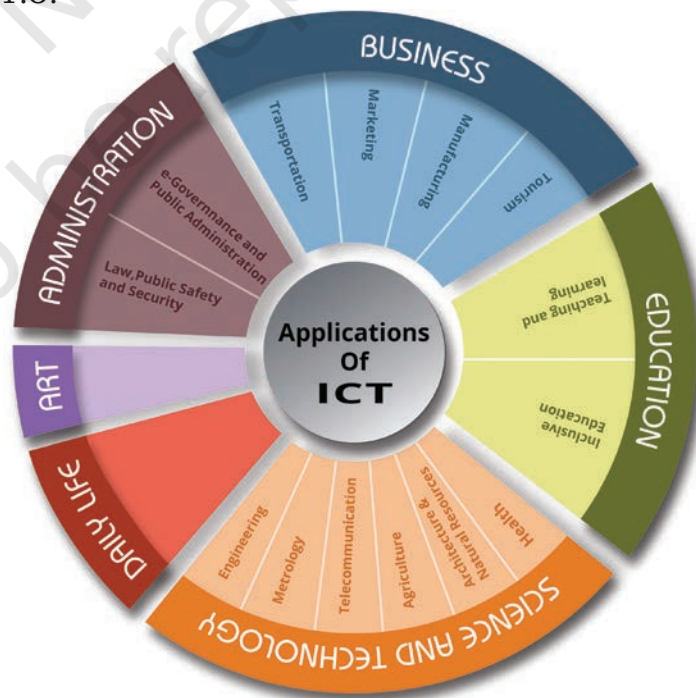 1.8.
BUSINESS
Transportation
Marketing
Manufacturing
Tourism
EDUCATION
Teaching and
learning
Inclusive
Education
SCIENCE AND TECHNOLOGY
Health
Architecture &
Natural Resources
Agriculture
Telecommunication
Metrology
Engineering
DAILY LIFE
ART
ADMINISTRATION
Law,Public Safety
and Security
e-Governnance and
Public Administration
Applications
Of
ICT